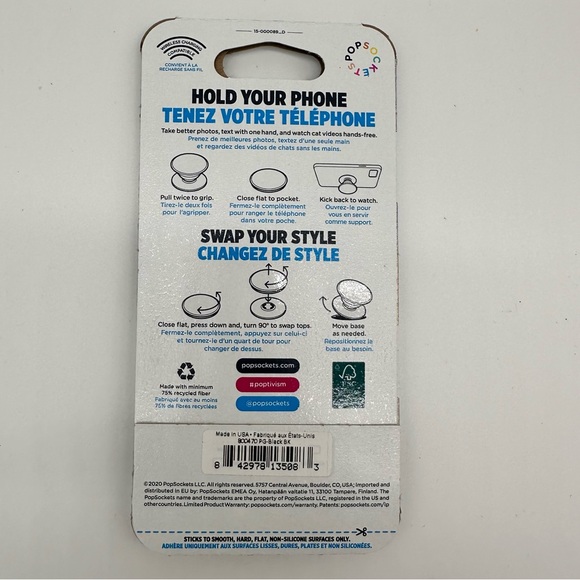 15-000088_D
WIRELESS CHARGING
COMPATIBLE
CONVIENT À LA
RECHARGE SANS FIL
POPSOCKETS
HOLD YOUR PHONE
TENEZ VOTRE TÉLÉPHONE
Take better photos, text with one hand, and watch cat videos hands-free.
Prenez de meilleures photos, textez d'une seule main
et regardez des vidéos de chats sans les mains.
Pull twice to grip.
Tirez-le deux fois
pour l'agripper.
Close flat to pocket.
Fermez-le complètement
pour ranger le téléphone
dans votre poche.
Kick back to watch.
Ouvrez-le pour
vous en servir
comme support.
SWAP YOUR STYLE
CHANGEZ DE STYLE
Close flat, press down and, turn 90° to swap tops.
Fermez-le complètement, appuyez sur celui-ci
et tournez-le d'un quart de tour pour
changer de dessus.
Move base
as needed.
Repositionnez le
base au besoin.
Made with minimum
75% recycled fiber
Fabriqué avec au moins
75% de fibres recyclées
popsockets.com
#poptivism
@popsockets
FSC
Made in USA • Fabriqué aux États-Unis
800470 PG-Black BK
8 42978 13508 3
©2020 PopSockets LLC. All rights reserved. 5757 Central Avenue, Boulder, CO, USA; imported and
distributed in EU by: PopSockets EMEA Oy, Hatanpään valtatie 11, 33100 Tampere, Finland. The
PopSockets name and trademarks are the property of PopSockets LLC, registered in the US and
other countries. Limited Product Warranty: popsockets.com/warranty, Patents: popsockets.com/ip
STICKS TO SMOOTH, HARD, FLAT, NON-SILICONE SURFACES ONLY.
ADHÈRE UNIQUEMENT AUX SURFACES LISSES, DURES, PLATES ET NON SILICONÉES.